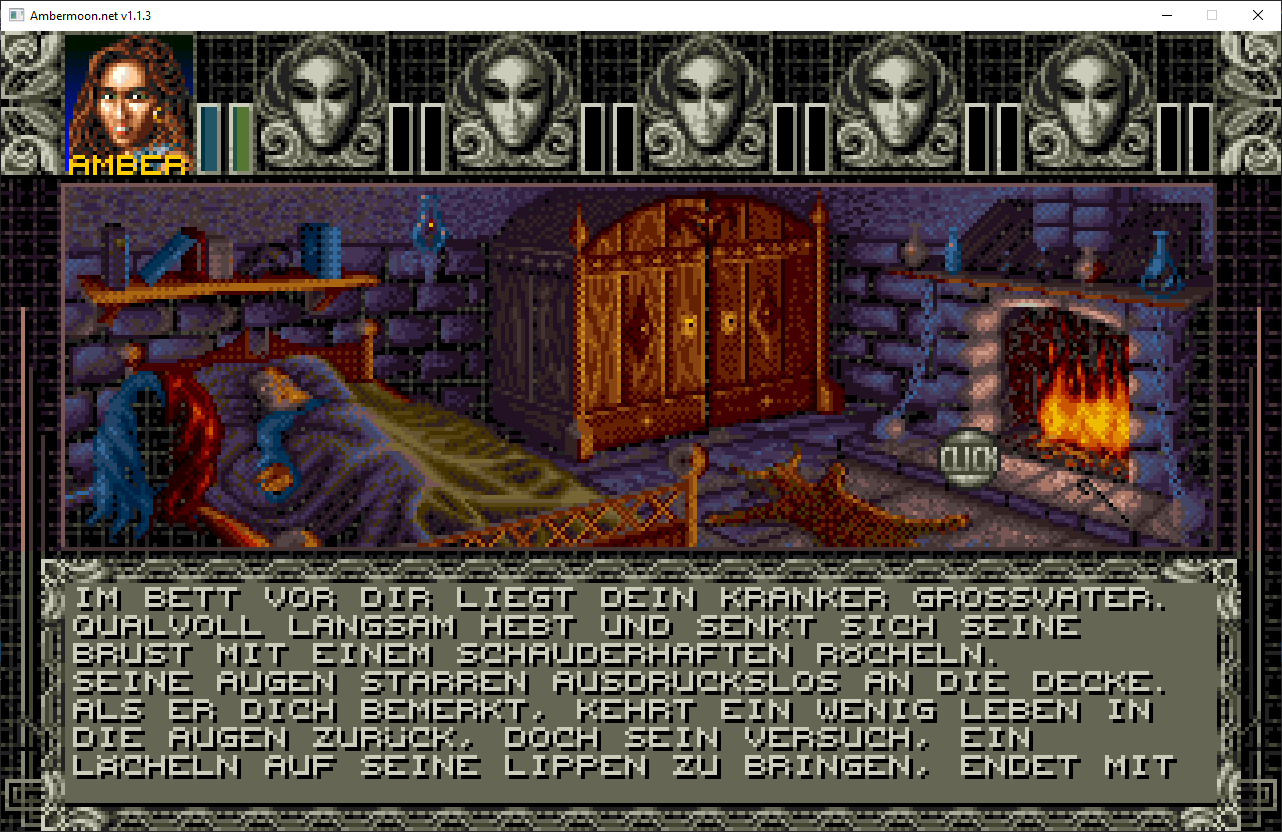 Ambermoon.net v1.1.3
AMBER
CLICK
IM BETT VOR DIR LIEGT DEIN KRANKER GROSSVATER.
QUALVOLL LANGSAM HEBT UND SENKT SICH SEINE
BRUST MIT EINEM SCHAUDERHAFTEN RÖCHELN.
SEINE AUGEN STARREN AUSDRUCKSLOS AN DIE DECKE.
ALS ER DICH BEMERKT, KEHRT EIN WENIG LEBEN IN
DIE AUGEN ZURÜCK, DOCH SEIN VERSUCH, EIN
LÄCHELN AUF SEINE LIPPEN ZU BRINGEN, ENDET MIT